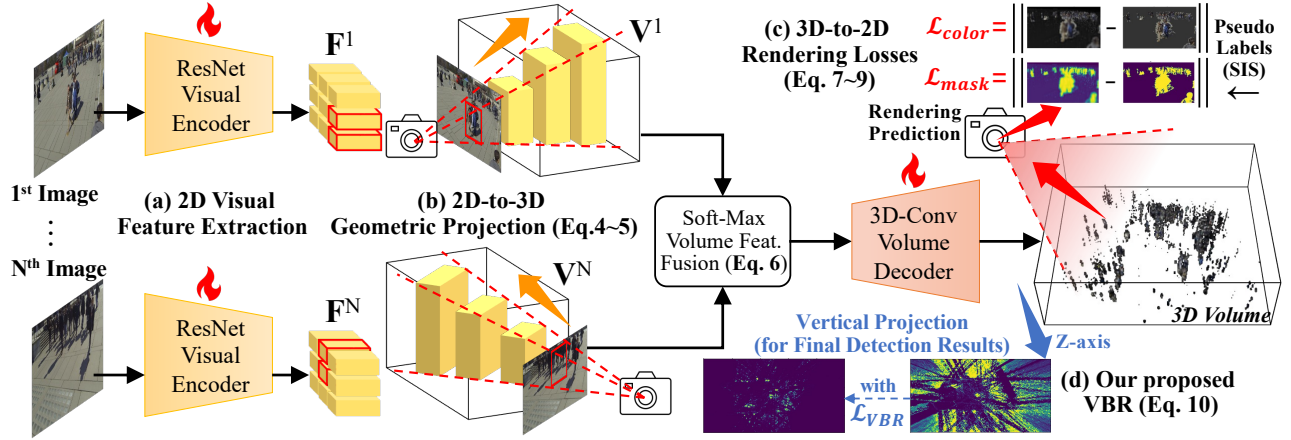 1st Image
Nth Image
ResNet
Visual
Encoder
F1
(a) 2D Visual
Feature Extraction
ResNet
Visual
Encoder
FN
V1
(b) 2D-to-3D
Geometric Projection (Eq.4~5)
VN
Soft-Max
Volume Feat.
Fusion (Eq. 6)
3D-Conv
Volume
Decoder
(c) 3D-to-2D
Rendering Losses
(Eq. 7~9)
ℒcolor= || - ||
ℒmask= || - ||
Pseudo
Labels
(SIS)
←
Rendering
Prediction
3D Volume
Z-axis
Vertical Projection
(for Final Detection Results)
with
ℒVBR
(d) Our proposed
VBR (Eq. 10)